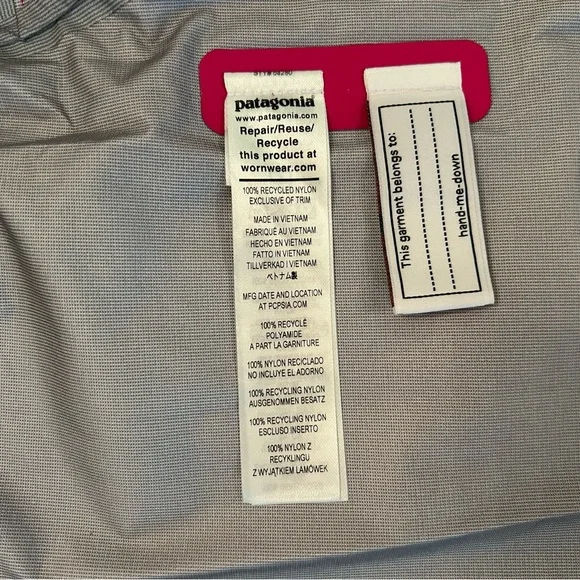 patagonia
www.patagonia.com
Repair/Reuse/
Recycle
this product at
wornwear.com
100% RECYCLED NYLON
EXCLUSIVE OF TRIM
MADE IN VIETNAM
FABRIQUÉ AU VIETNAM
HECHO EN VIETNAM
FATTO IN VIETNAM
TILLVERKAD I VIETNAM
ベトナム製
MFG DATE AND LOCATION
AT PCPSIA.COM
100% RECYCLÉ
POLYAMIDE
A PART LA GARNITURE
100% NYLON RECICLADO
NO INCLUYE EL ADORNO
100% RECYCLING NYLON
AUSGENOMMEN BESATZ
100% RECYCLING NYLON
ESCLUSO INSERTO
100% NYLON Z
RECYKLINGU
Z WYJĄTKIEM LAMÓWEK
This garment belongs to:
hand-me-down